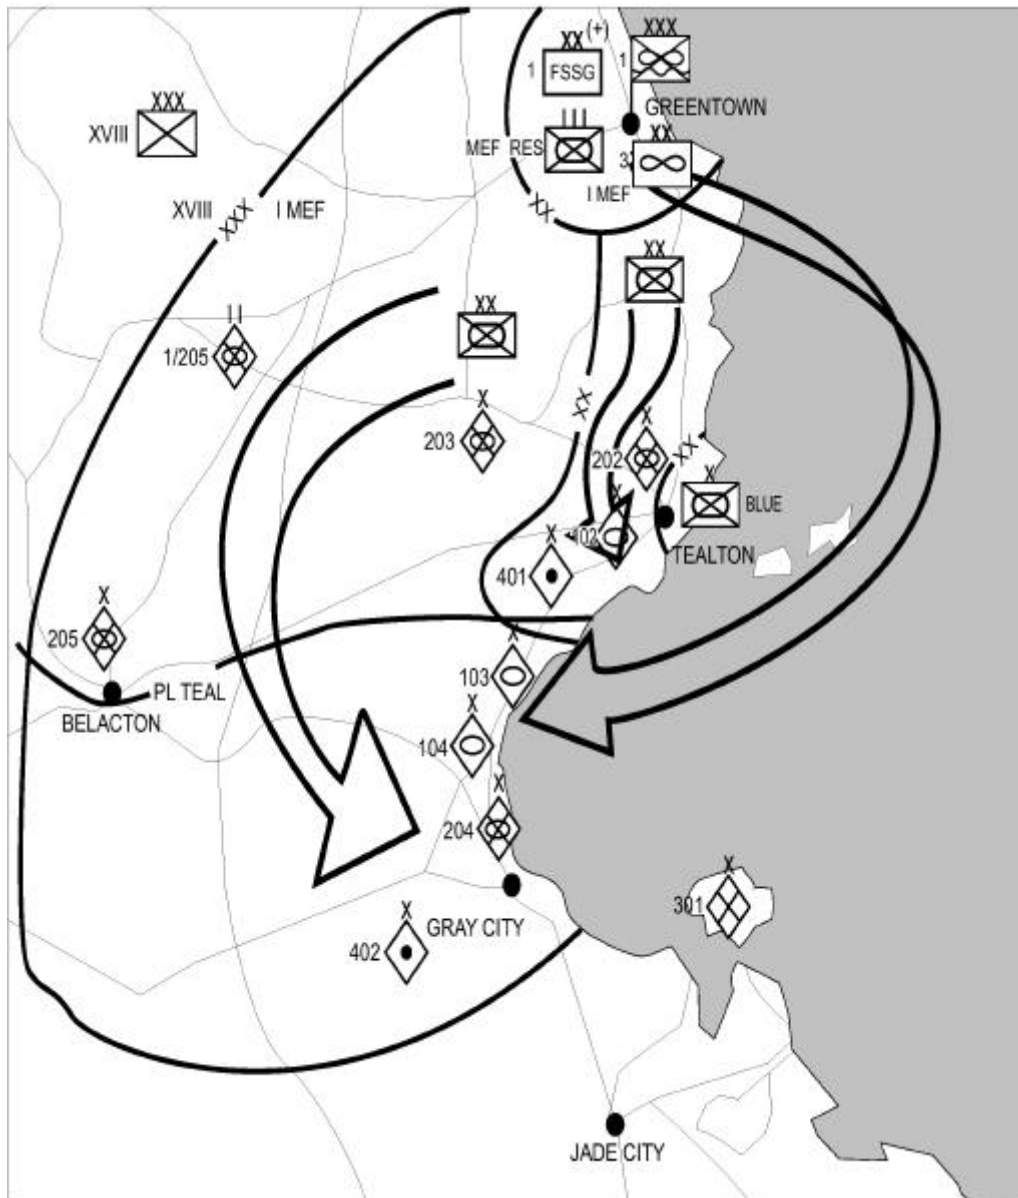 XX (+)
XXX
1 FSSG
1
XXX
GREENTOWN
XVIII
III
XX
MEF RES
3
I MEF
XVIII XXX I MEF
XX
XX
XX
II
1/205
X
203
XX
X
202
XX
X
BLUE
X
102
TEALTON
X
401
X
205
X
103
PL TEAL
BELACTON
X
104
X
204
X
301
GRAY CITY
X
402
JADE CITY